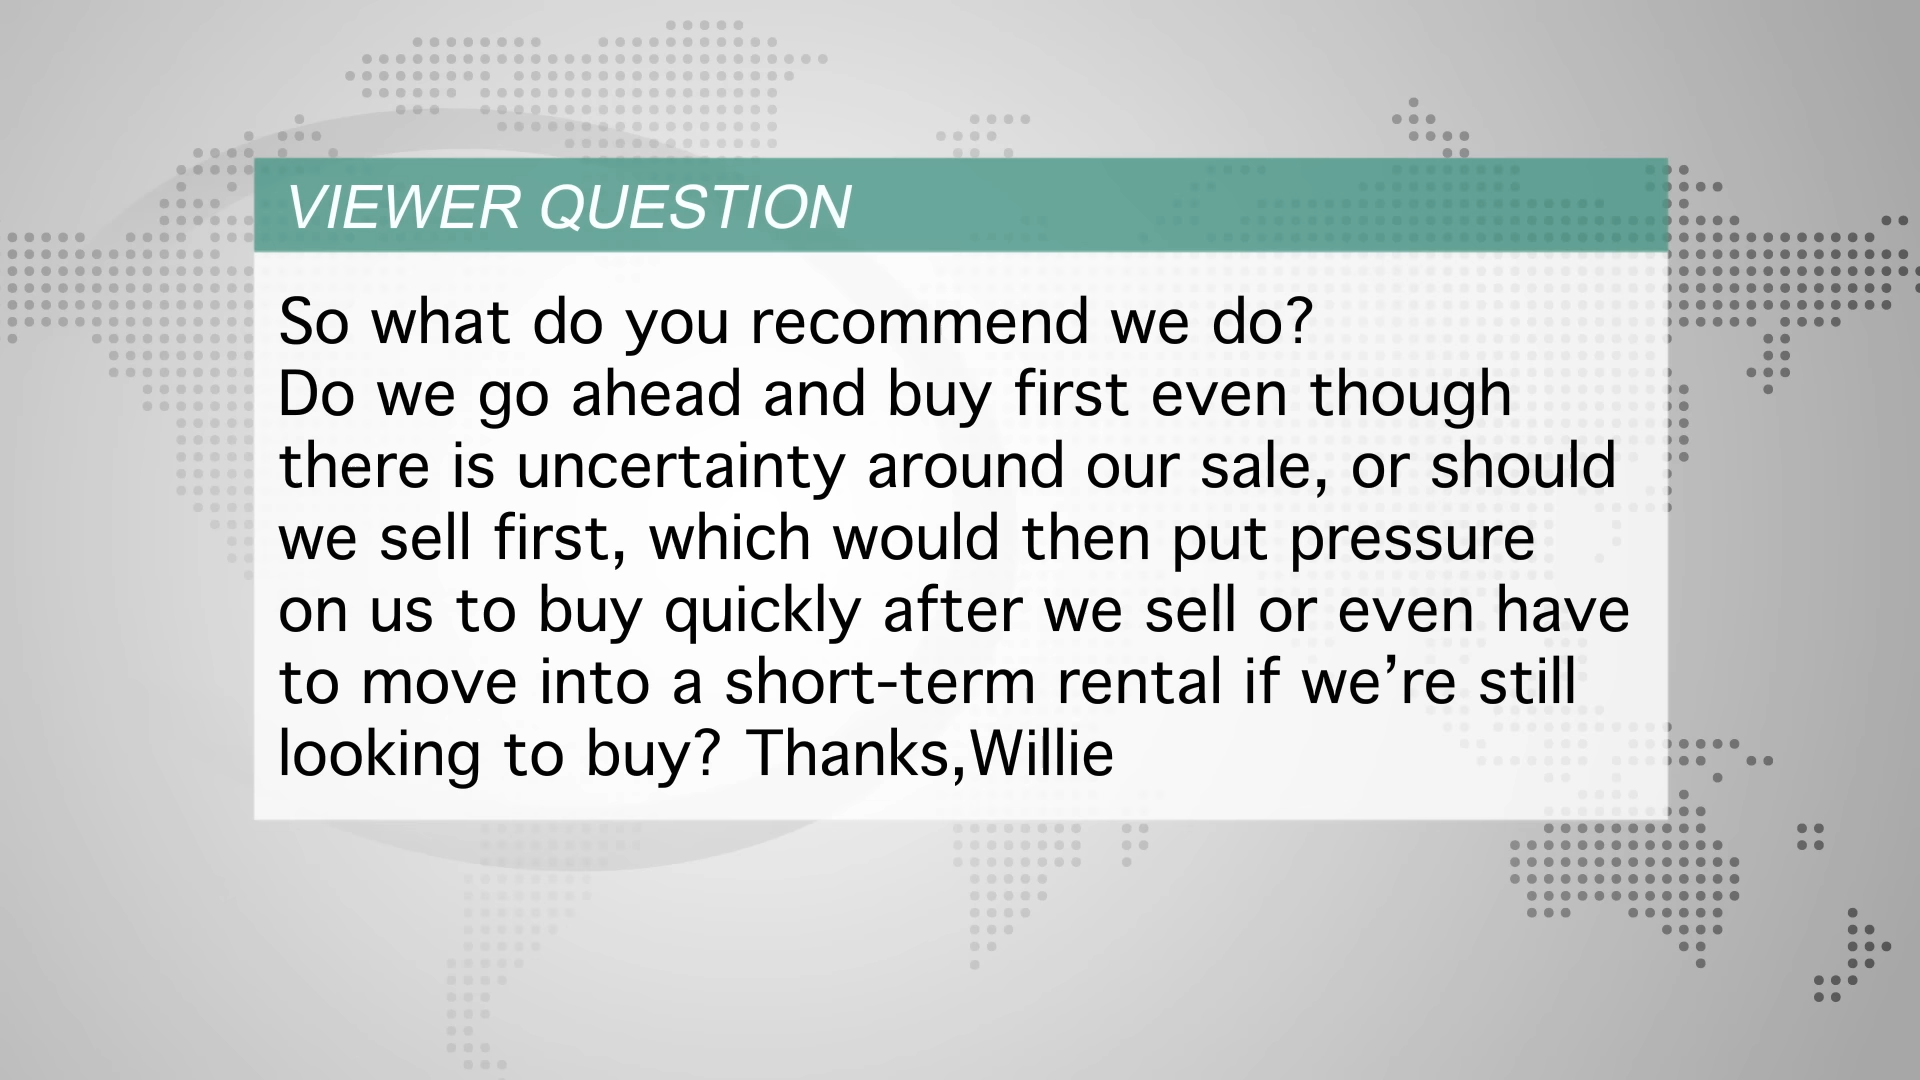 VIEWER QUESTION
So what do you recommend we do?
Do we go ahead and buy first even though
there is uncertainty around our sale, or should
we sell first, which would then put pressure
on us to buy quickly after we sell or even have
to move into a short-term rental if we’re still
looking to buy? Thanks,Willie